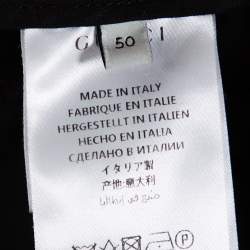 50
MADE IN ITALY
FABRIQUE EN ITALIE
HERGESTELLT IN ITALIEN
HECHO EN ITALIA
СДЕЛАНО В ИТАЛИИ
イタリア製
产地:意大利